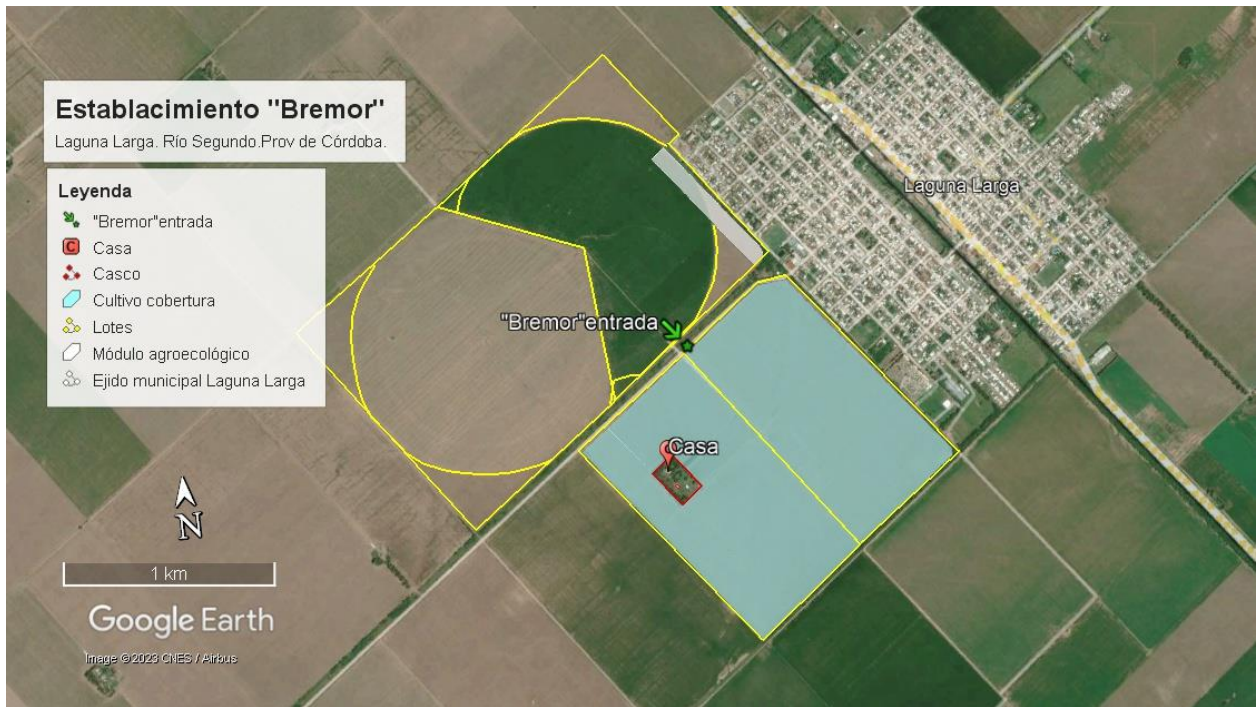 Establacimiento "Bremor"
Laguna Larga. Río Segundo.Prov de Córdoba.
Leyenda
"Bremor"entrada
C Casa
Casco
Cultivo cobertura
Lotes
Módulo agroecológico
Ejido municipal Laguna Larga
Laguna Larga
"Bremor"entrada
Casa
N
1 km
Google Earth
Image © 2023 CNES / Airbus